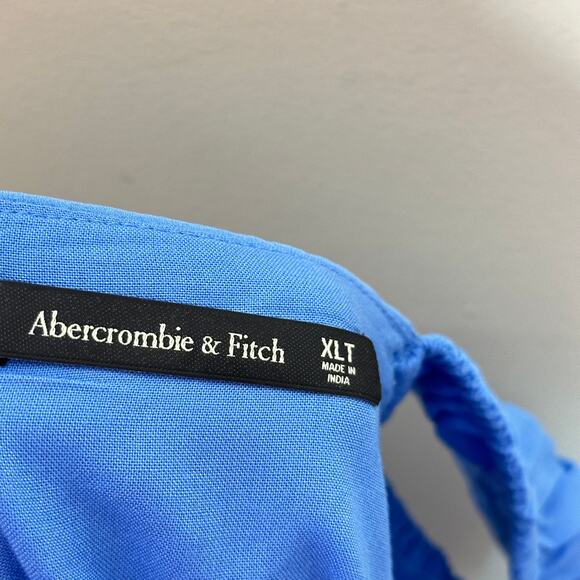 Abercrombie & Fitch
XLT
MADE IN
INDIA